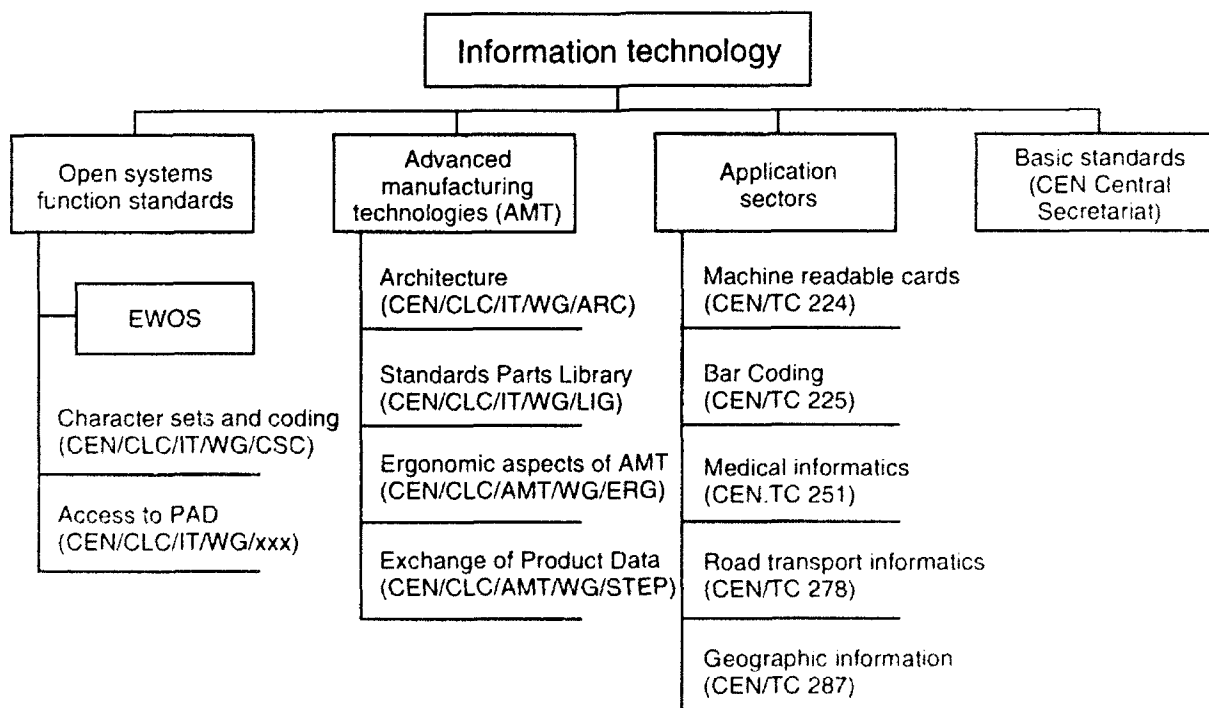 Information technology
Open systems
function standards
EWOS
Character sets and coding
(CEN/CLC/IT/WG/CSC)
Access to PAD
(CEN/CLC/IT/WG/xxx)
Advanced
manufacturing
technologies (AMT)
Architecture
(CEN/CLC/IT/WG/ARC)
Standards Parts Library
(CEN/CLC/IT/WG/LIG)
Ergonomic aspects of AMT
(CEN/CLC/AMT/WG/ERG)
Exchange of Product Data
(CEN/CLC/AMT/WG/STEP)
Application
sectors
Machine readable cards
(CEN/TC 224)
Bar Coding
(CEN/TC 225)
Medical informatics
(CEN.TC 251)
Road transport informatics
(CEN/TC 278)
Geographic information
(CEN/TC 287)
Basic standards
(CEN Central
Secretariat)